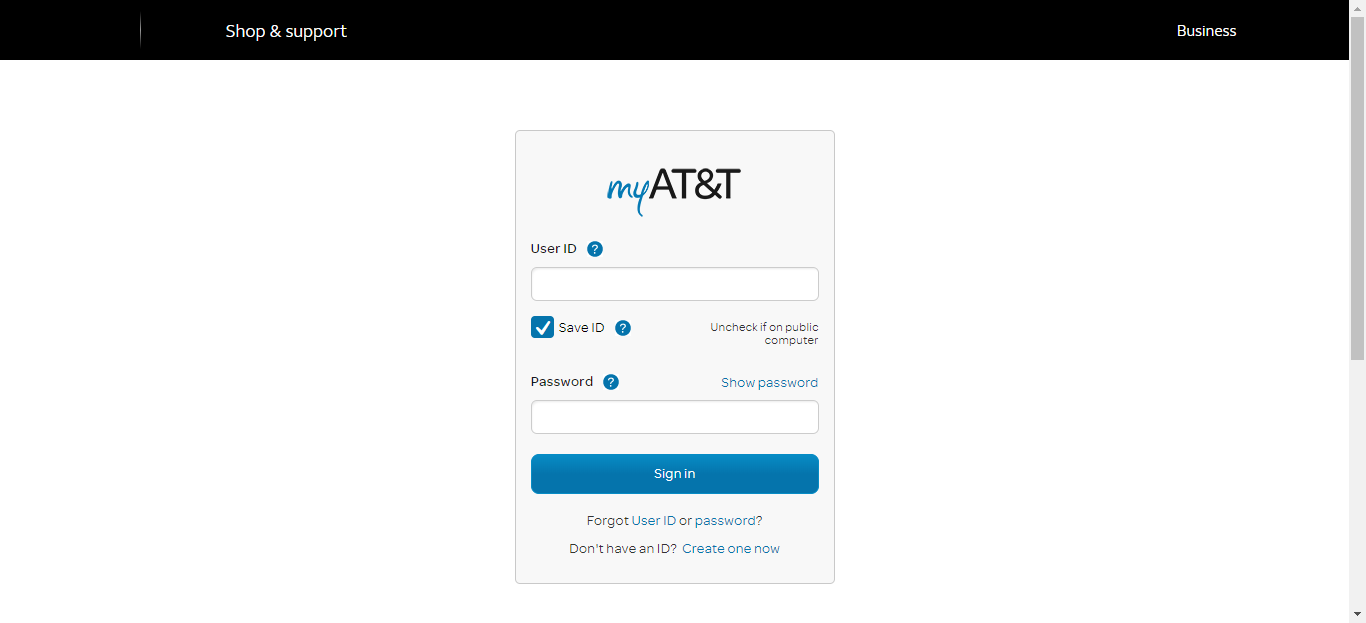 Shop & support
Business
myAT&T
User ID ?
Save ID ?
Uncheck if on public
computer
Password ?
Show password
Sign in
Forgot User ID or password?
Don't have an ID? Create one now